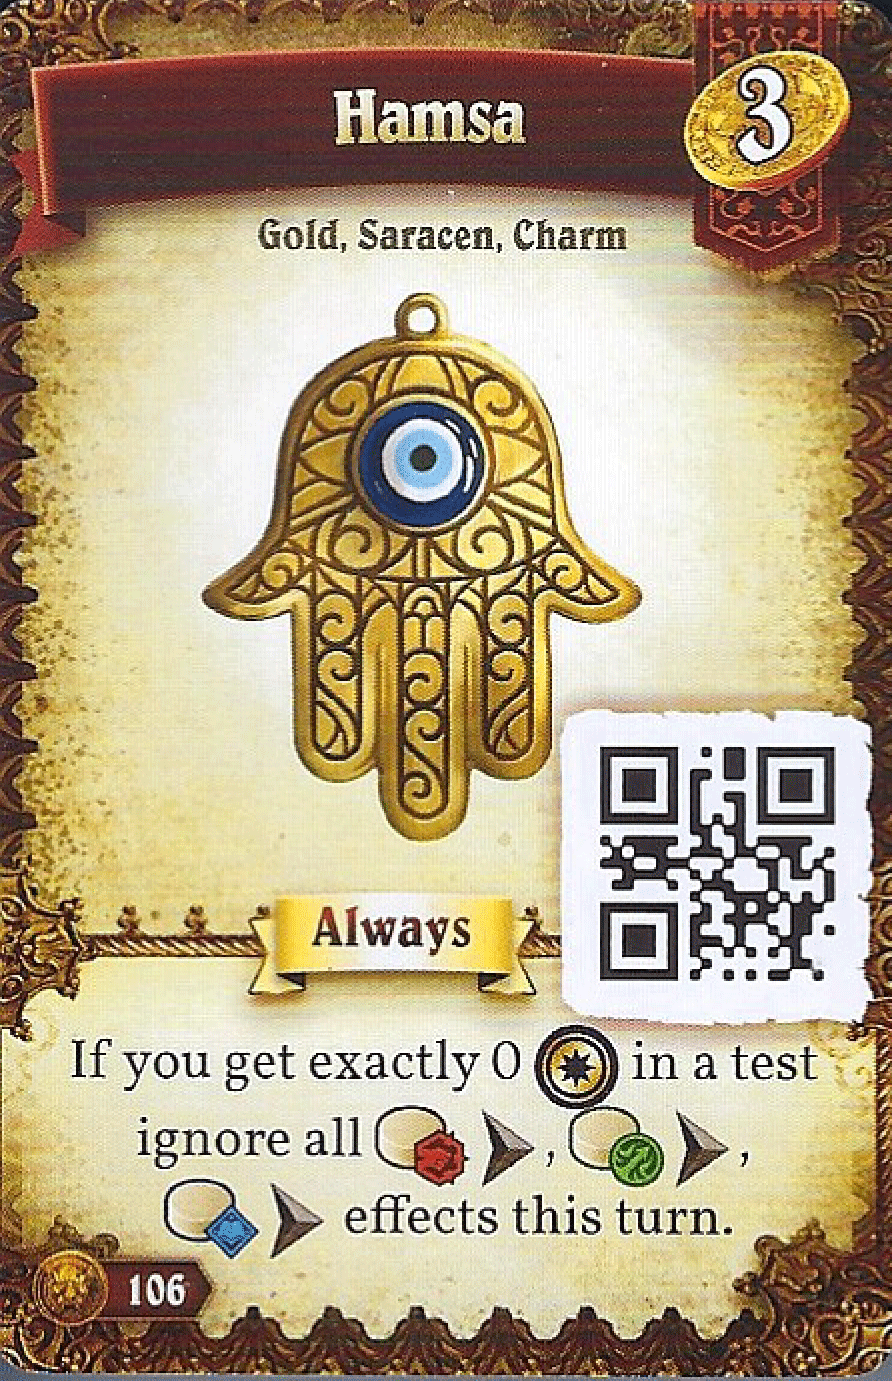 Hamsa
3
Gold, Saracen, Charm
Always
If you get exactly 0 in a test
ignore all , ,
effects this turn.
106